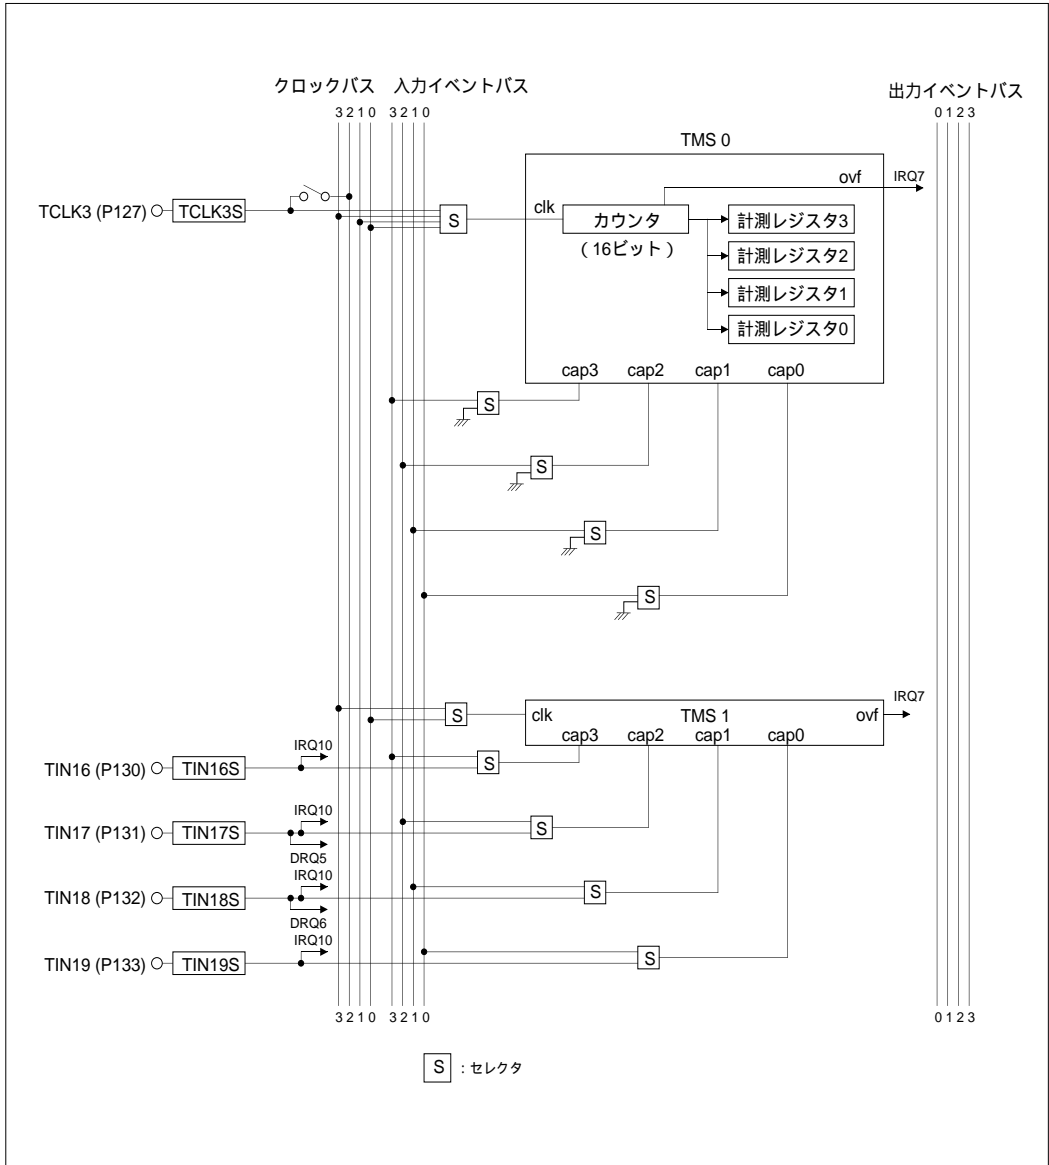 クロックバス 入力イベントバス 出力イベントバス
3 2 1 0 3 2 1 0 0 1 2 3
TMS 0
ovf IRQ7
TCLK3 (P127) TCLK3S S clk カウンタ 計測レジスタ3
(16ビット) 計測レジスタ2
計測レジスタ1
計測レジスタ0
cap3 cap2 cap1 cap0
S
S
S
S
IRQ7
S clk TMS 1 ovf
cap3 cap2 cap1 cap0
IRQ10
TIN16 (P130) TIN16S S
IRQ10
TIN17 (P131) TIN17S S
DRQ5
IRQ10
TIN18 (P132) TIN18S S
DRQ6
IRQ10
TIN19 (P133) TIN19S S
3 2 1 0 3 2 1 0 0 1 2 3
S :セレクタ